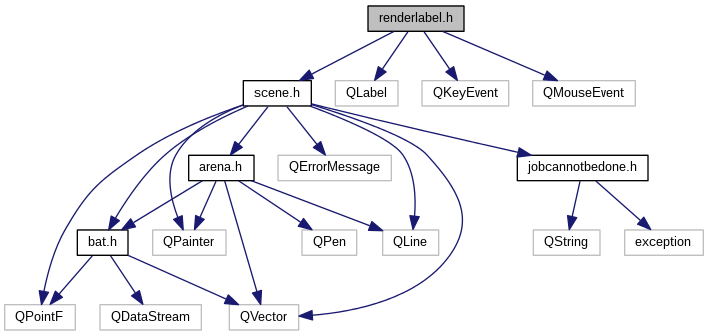 renderlabel.h
scene.h
QLabel
QKeyEvent
QMouseEvent
arena.h
QErrorMessage
jobcannotbedone.h
bat.h
QPainter
QPen
QLine
QString
exception
QPointF
QDataStream
QVector